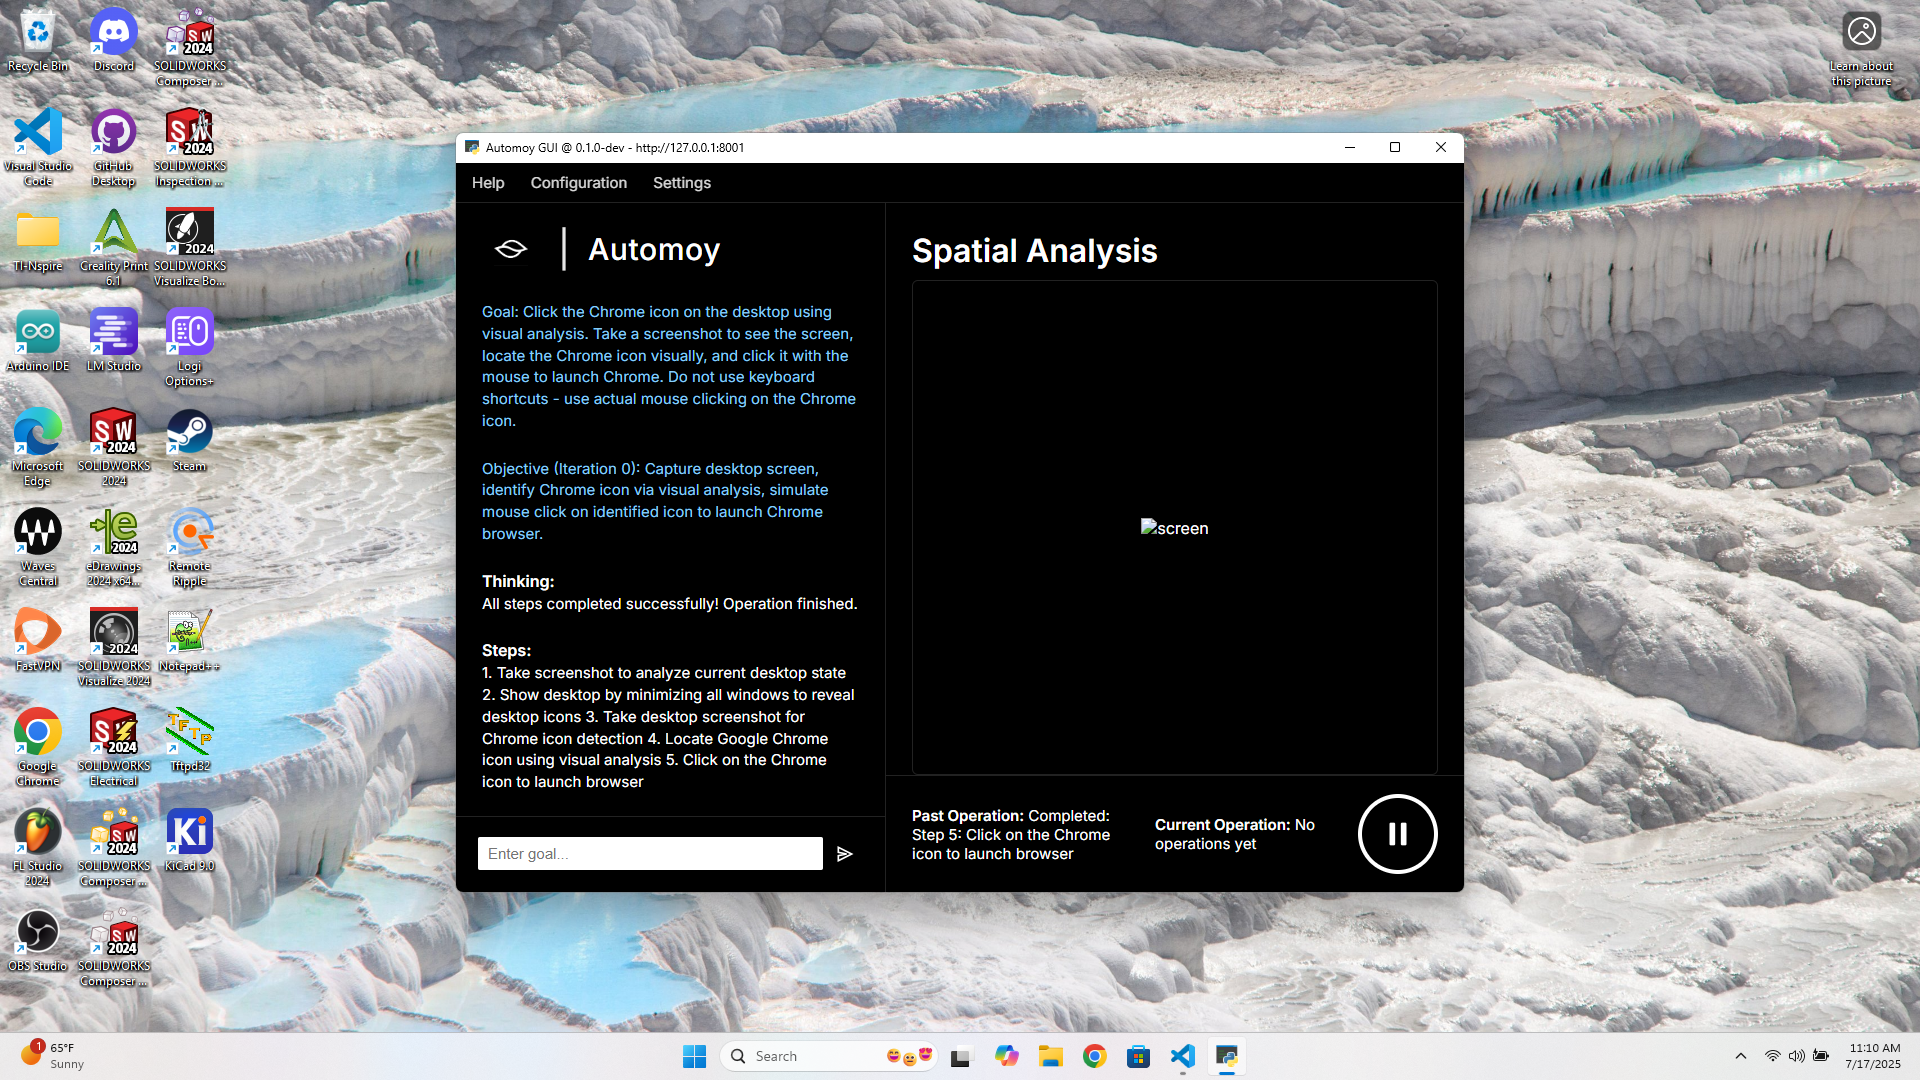 Recycle Bin
Discord
SOLIDWORKS
Composer ...
Visual Studio
Code
GitHub
Desktop
SOLIDWORKS
Inspection ...
TI-Nspire
Creality Print
6.1
SOLIDWORKS
Visualize Bo...
Arduino IDE
LM Studio
Logi
Options+
Microsoft
Edge
SOLIDWORKS
2024
Steam
Waves
Central
eDrawings
2024 x64...
Remote
Ripple
FastVPN
SOLIDWORKS
Visualize 2024
Notepad++
Google
Chrome
SOLIDWORKS
Electrical
Tftpd32
FL Studio
2024
SOLIDWORKS
Composer ...
KiCad 9.0
OBS Studio
SOLIDWORKS
Composer ...
Learn about
this picture
Automoy GUI @ 0.1.0-dev - http://127.0.0.1:8001
Help Configuration Settings
Automoy
Goal: Click the Chrome icon on the desktop using
visual analysis. Take a screenshot to see the screen,
locate the Chrome icon visually, and click it with the
mouse to launch Chrome. Do not use keyboard
shortcuts - use actual mouse clicking on the Chrome
icon.
Objective (Iteration 0): Capture desktop screen,
identify Chrome icon via visual analysis, simulate
mouse click on identified icon to launch Chrome
browser.
Thinking:
All steps completed successfully! Operation finished.
Steps:
1. Take screenshot to analyze current desktop state
2. Show desktop by minimizing all windows to reveal
desktop icons 3. Take desktop screenshot for
Chrome icon detection 4. Locate Google Chrome
icon using visual analysis 5. Click on the Chrome
icon to launch browser
Enter goal...
Spatial Analysis
screen
Past Operation: Completed:
Step 5: Click on the Chrome
icon to launch browser
Current Operation: No
operations yet
1
65°F
Sunny
Search
11:10 AM
7/17/2025